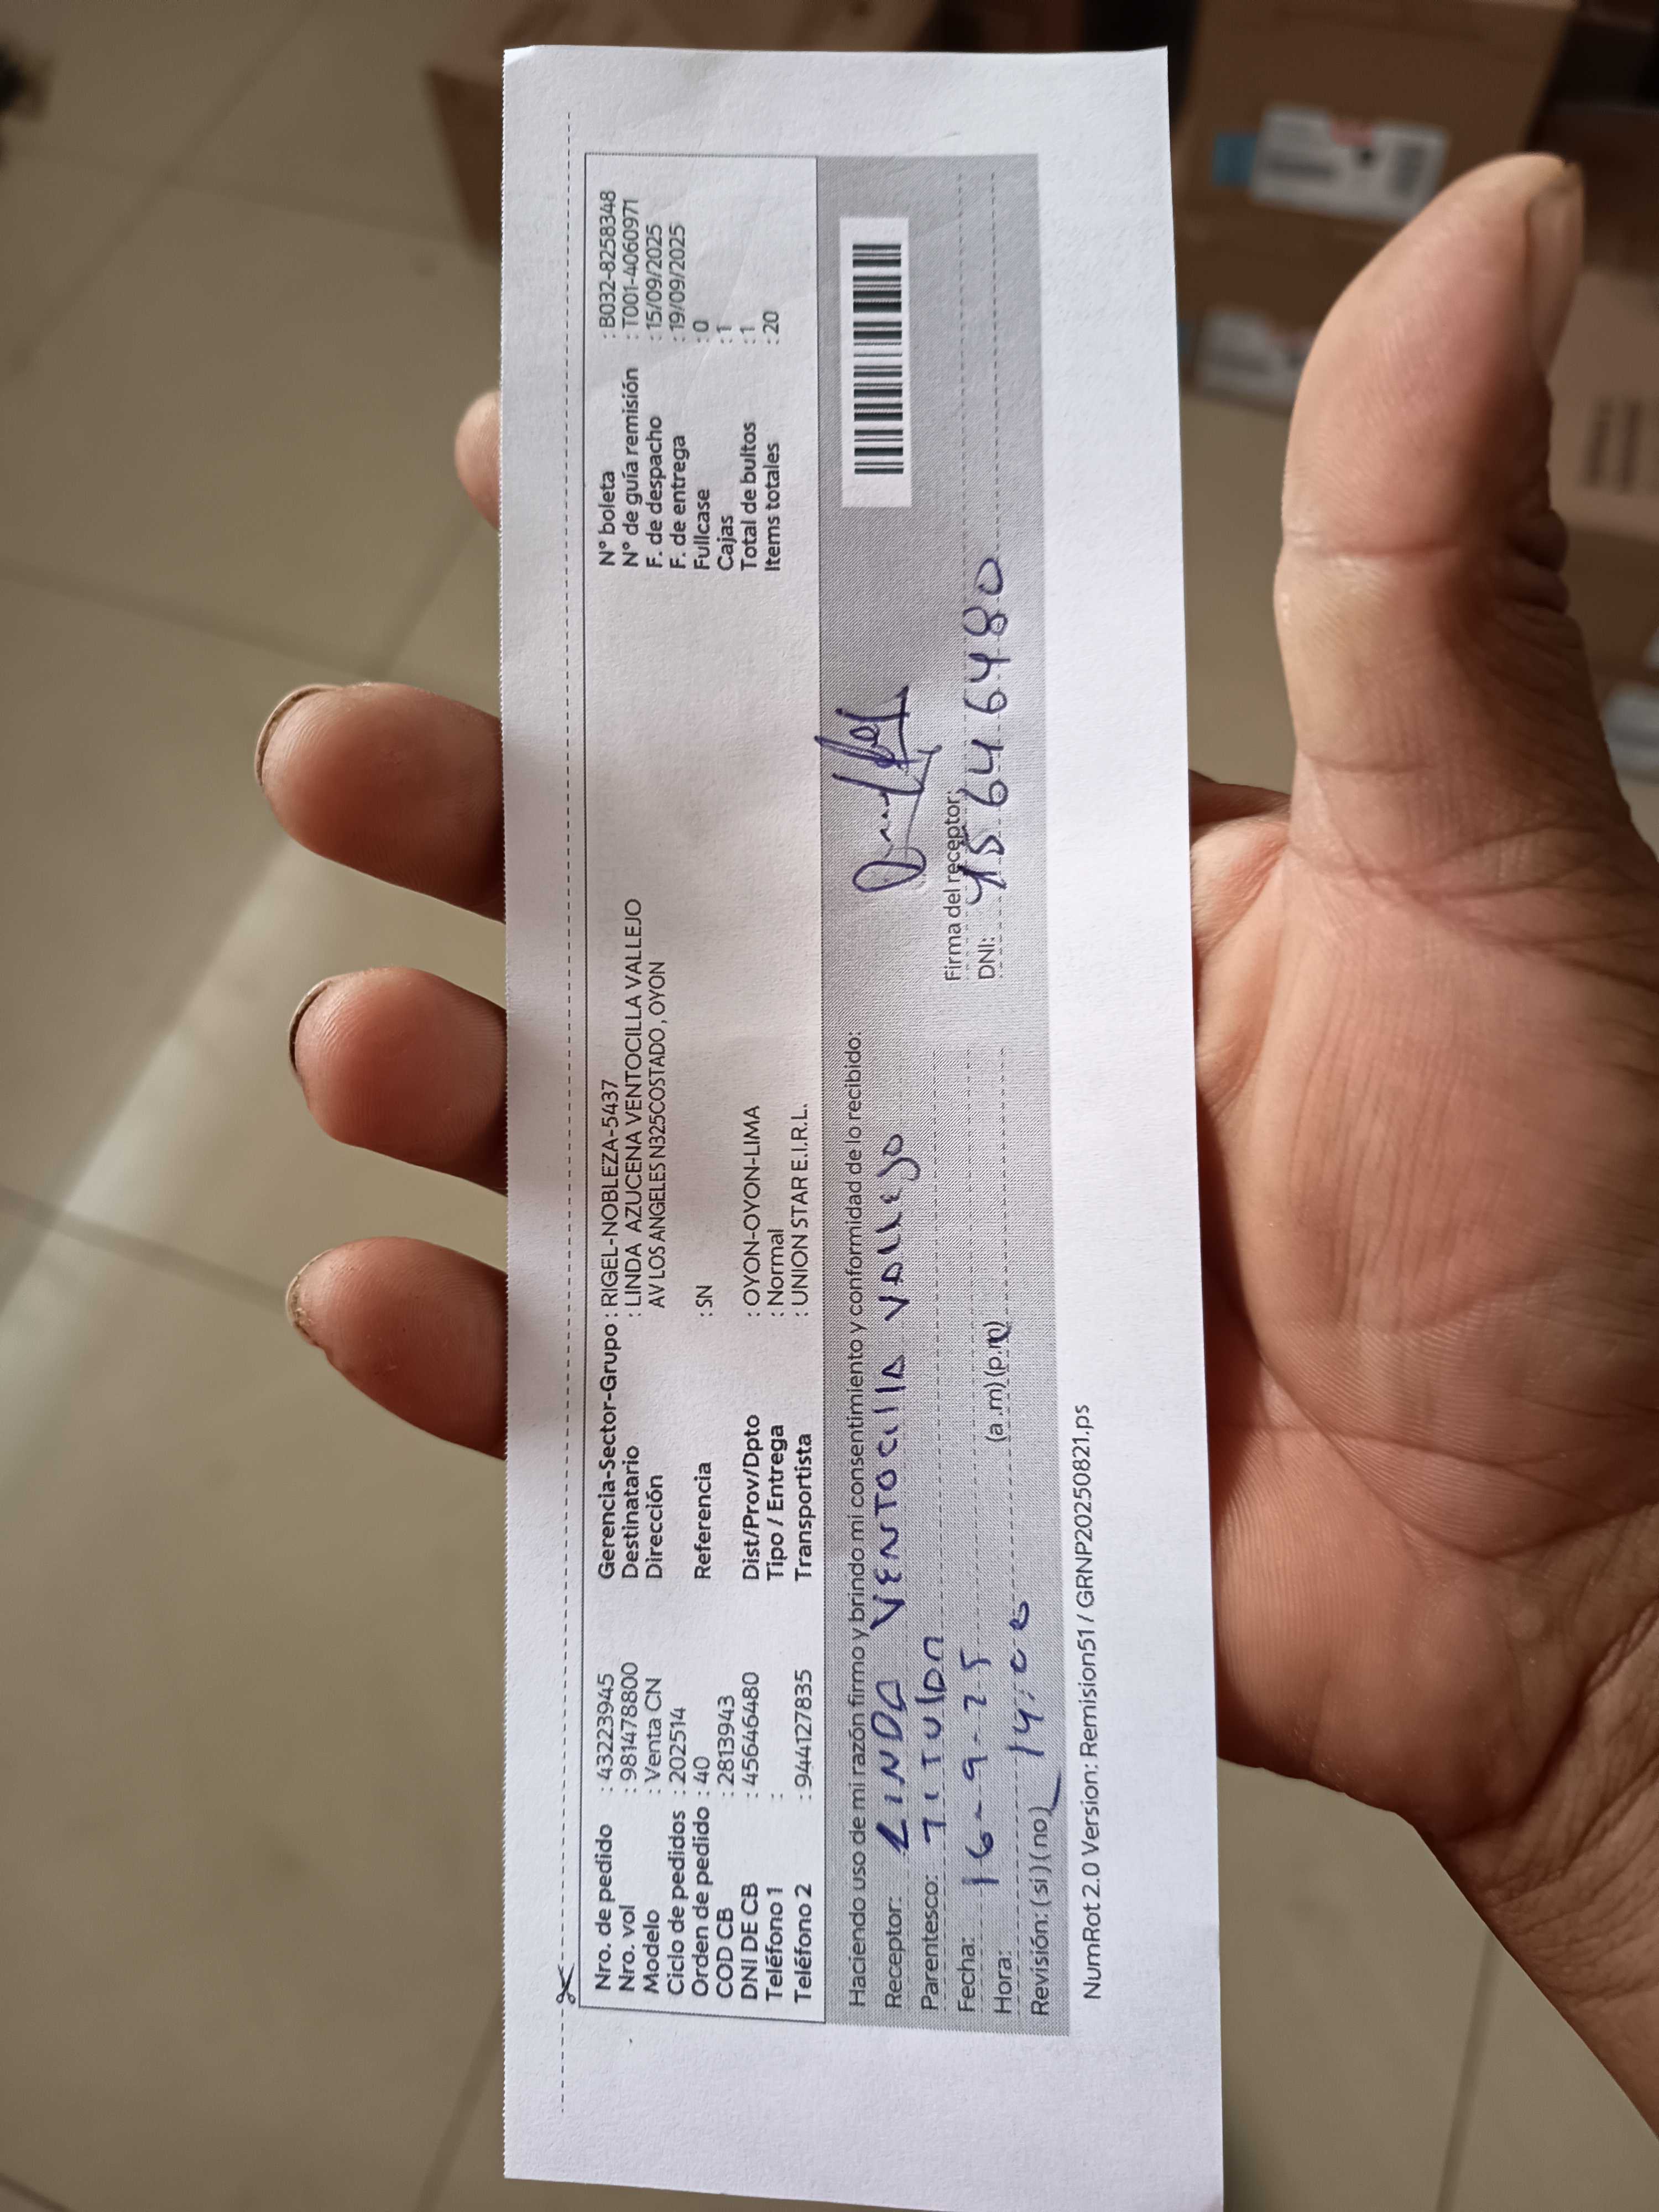 Nro. de pedido : 43223945
Nro. vol : 981478800
Modelo : Venta CN
Ciclo de pedidos : 202514
Orden de pedido : 40
COD CB : 2813943
DNI DE CB : 45646480
Teléfono 1 :
Teléfono 2 : 944127835
Gerencia-Sector-Grupo : RIGEL-NOBLEZA-5437
Destinatario : LINDA AZUCENA VENTOCILLA VALLEJO
Dirección AV LOS ANGELES N325COSTADO , OYON
Referencia : SN
Dist/Prov/Dpto : OYON-OYON-LIMA
Tipo / Entrega : Normal
Transportista : UNION STAR E.I.R.L.
N° boleta : B032-8258348
N° de guía remisión : T001-4060971
F. de despacho : 15/09/2025
F. de entrega : 19/09/2025
Fullcase : 0
Cajas : 1
Total de bultos : 1
Items totales : 20
Haciendo uso de mi razón firmo y brindo mi consentimiento y conformidad de lo recibido:
Receptor: LINDA VENTOCILLA VALLEJO
Parentesco: TITULAR
Fecha: 16-9-25
Hora: (a.m) (p.m)
Revisión: (si) (no)
Firma del receptor:
DNI: 45646480
NumRot 2.0 Version: Remision51 / GRNP20250821.ps